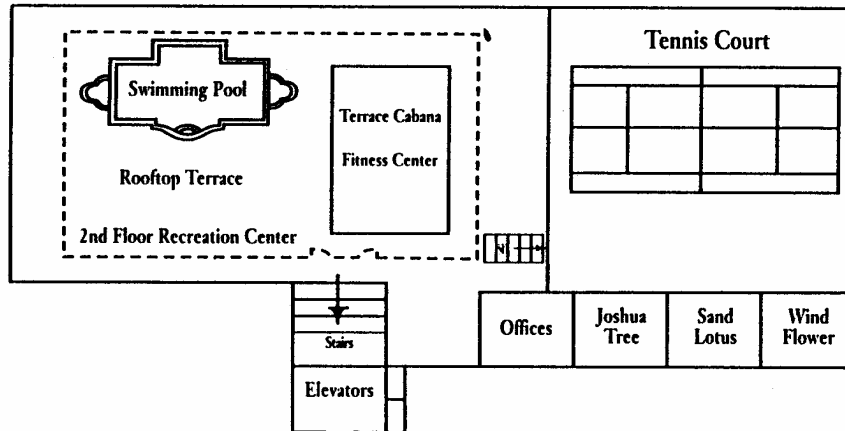 Tennis Court
Swimming Pool
Terrace Cabana
Fitness Center
Rooftop Terrace
2nd Floor Recreation Center
Offices
Joshua
Tree
Sand
Lotus
Wind
Flower
Stairs
Elevators